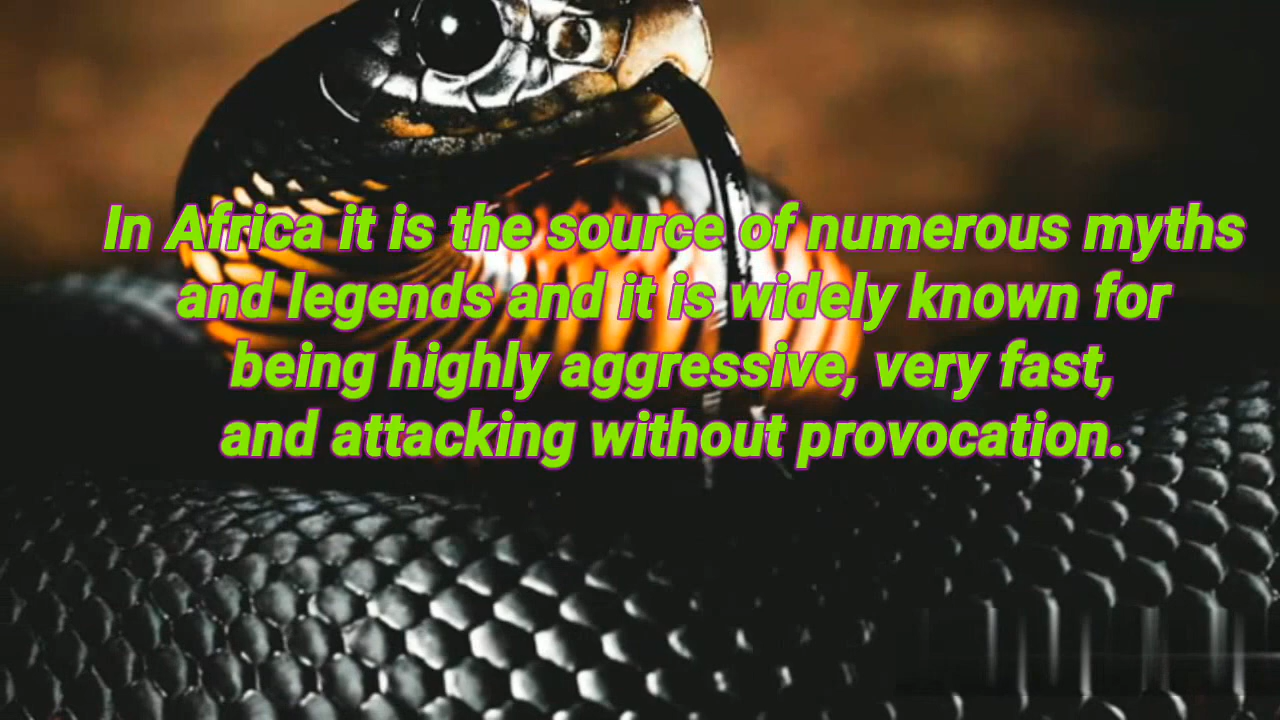 In Africa it is the source of numerous myths
and legends and it is widely known for
being highly aggressive, very fast,
and attacking without provocation.